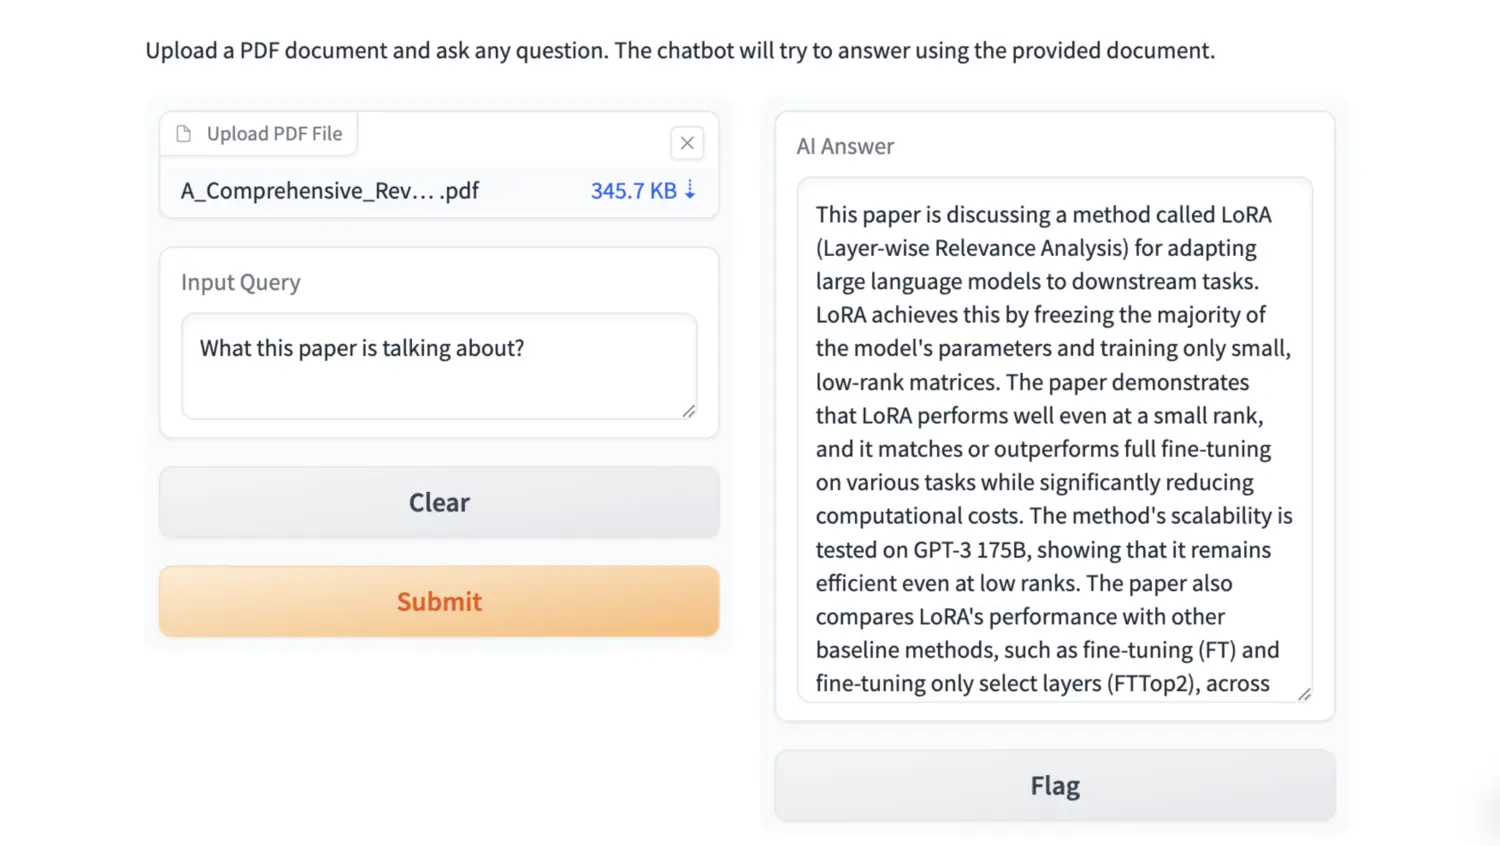 Upload a PDF document and ask any question. The chatbot will try to answer using the provided document.
Upload PDF File
A_Comprehensive_Rev... .pdf
345.7 KB ⇣
Input Query
What this paper is talking about?
Clear
Submit
AI Answer
This paper is discussing a method called LoRA
(Layer-wise Relevance Analysis) for adapting
large language models to downstream tasks.
LoRA achieves this by freezing the majority of
the model's parameters and training only small,
low-rank matrices. The paper demonstrates
that LoRA performs well even at a small rank,
and it matches or outperforms full fine-tuning
on various tasks while significantly reducing
computational costs. The method's scalability is
tested on GPT-3 175B, showing that it remains
efficient even at low ranks. The paper also
compares LoRA's performance with other
baseline methods, such as fine-tuning (FT) and
fine-tuning only select layers (FTTop2), across
Flag